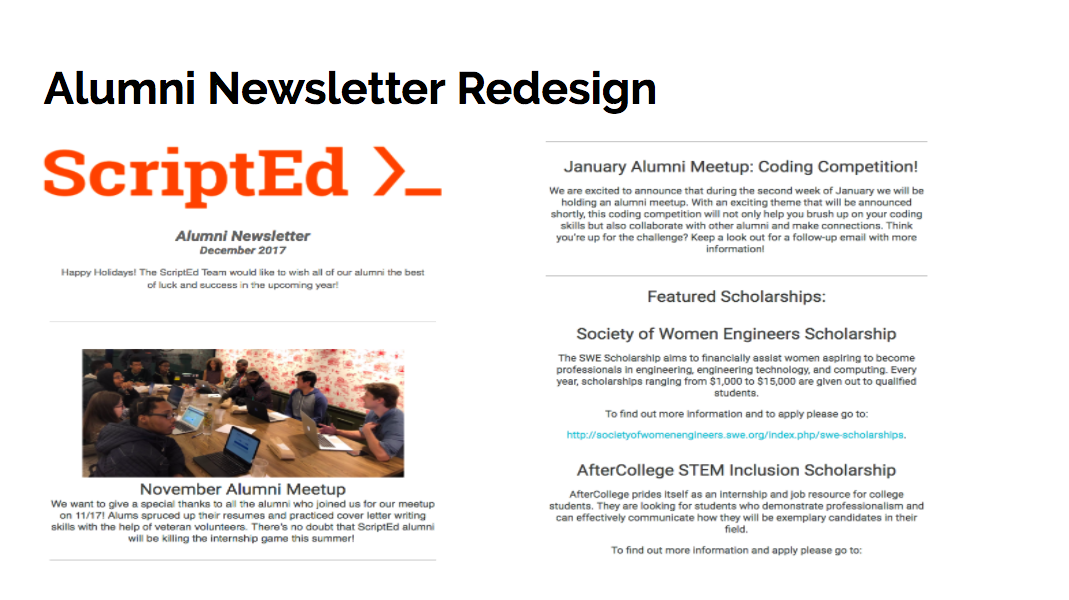 Alumni Newsletter Redesign
ScriptEd >_
Alumni Newsletter
December 2017
Happy Holidays! The ScriptEd Team would like to wish all of our alumni the best
of luck and success in the upcoming year!
November Alumni Meetup
We want to give a special thanks to all the alumni who joined us for our meetup
on 11/17! Alums spruced up their resumes and practiced cover letter writing
skills with the help of veteran volunteers. There's no doubt that ScriptEd alumni
will be killing the internship game this summer!
January Alumni Meetup: Coding Competition!
We are excited to announce that during the second week of January we will be
holding an alumni meetup. With an exciting theme that will be announced
shortly, this coding competition will not only help you brush up on your coding
skills but also collaborate with other alumni and make connections. Think
you're up for the challenge? Keep a look out for a follow-up email with more
information!
Featured Scholarships:
Society of Women Engineers Scholarship
The SWE Scholarship aims to financially assist women aspiring to become
professionals in engineering, engineering technology, and computing. Every
year, scholarships ranging from $1,000 to $15,000 are given out to qualified
students.
To find out more information and to apply please go to:
http://societyofwomenengineers.swe.org/index.php/swe-scholarships.
AfterCollege STEM Inclusion Scholarship
AfterCollege prides itself as an internship and job resource for college
students. They are looking for students who demonstrate professionalism and
can effectively communicate how they will be exemplary candidates in their
field.
To find out more information and apply please go to: